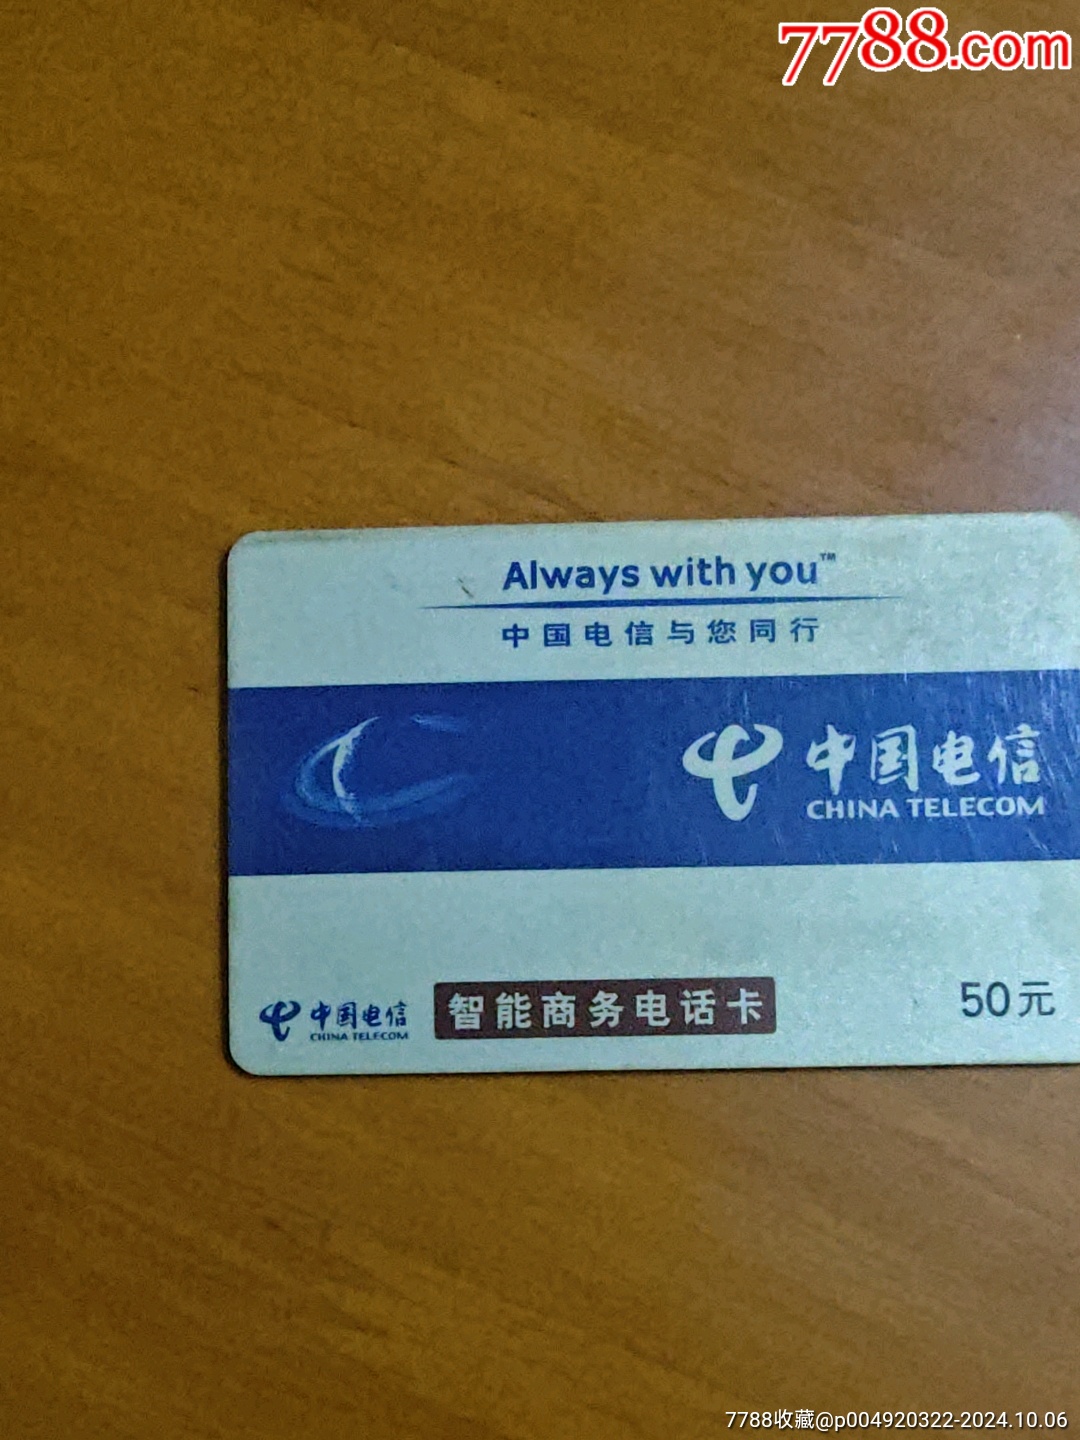 7788.com
Always with you™
中国电信与您同行
中国电信
CHINA TELECOM
中国电信
CHINA TELECOM
智能商务电话卡
50元
7788收藏@p004920322-2024.10.06